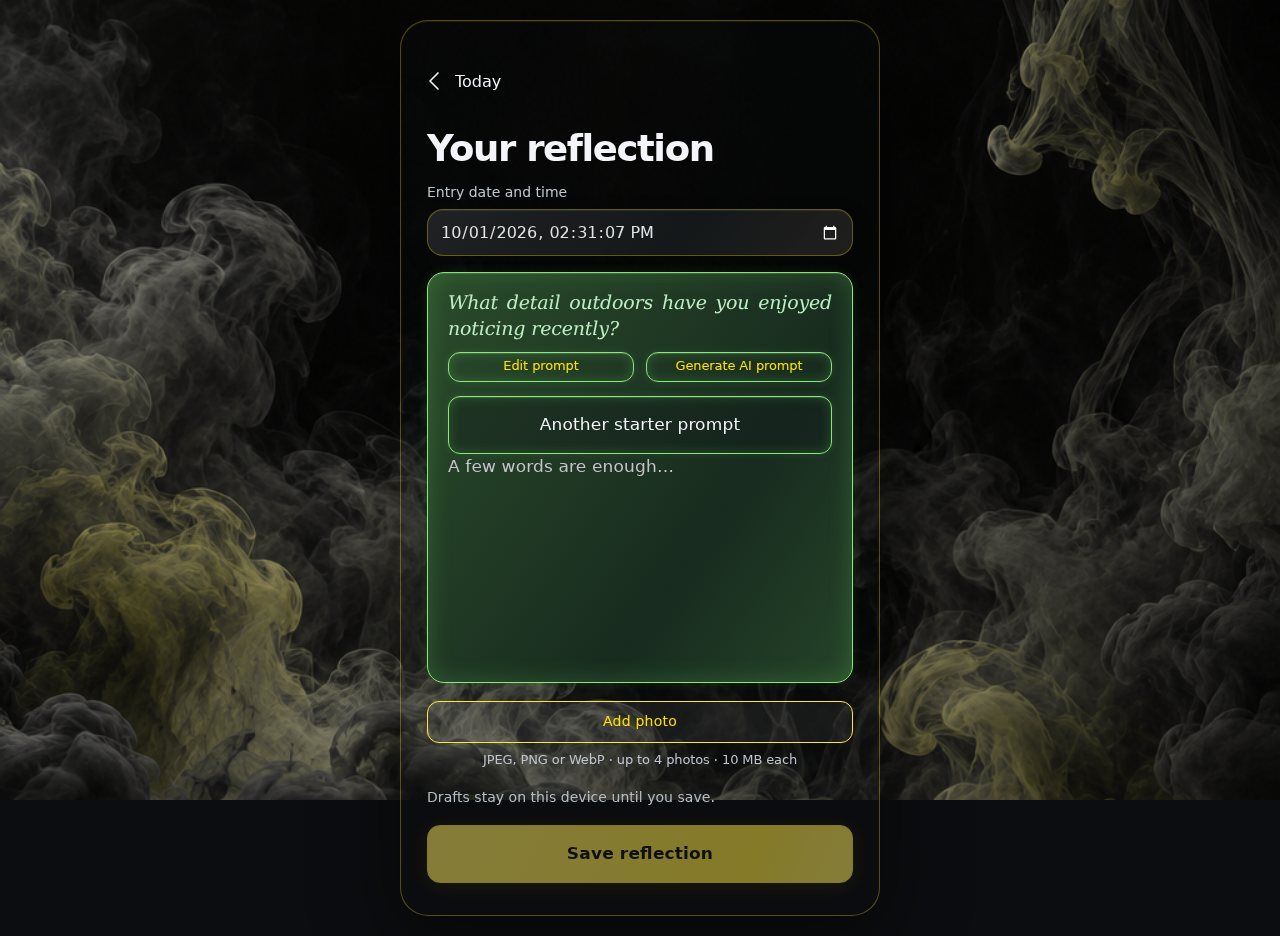 Today
Your reflection
Entry date and time
10/01/2026, 02:31:07 PM
What detail outdoors have you enjoyed
noticing recently?
Edit prompt
Generate AI prompt
Another starter prompt
A few words are enough...
Add photo
JPEG, PNG or WebP · up to 4 photos · 10 MB each
Drafts stay on this device until you save.
Save reflection